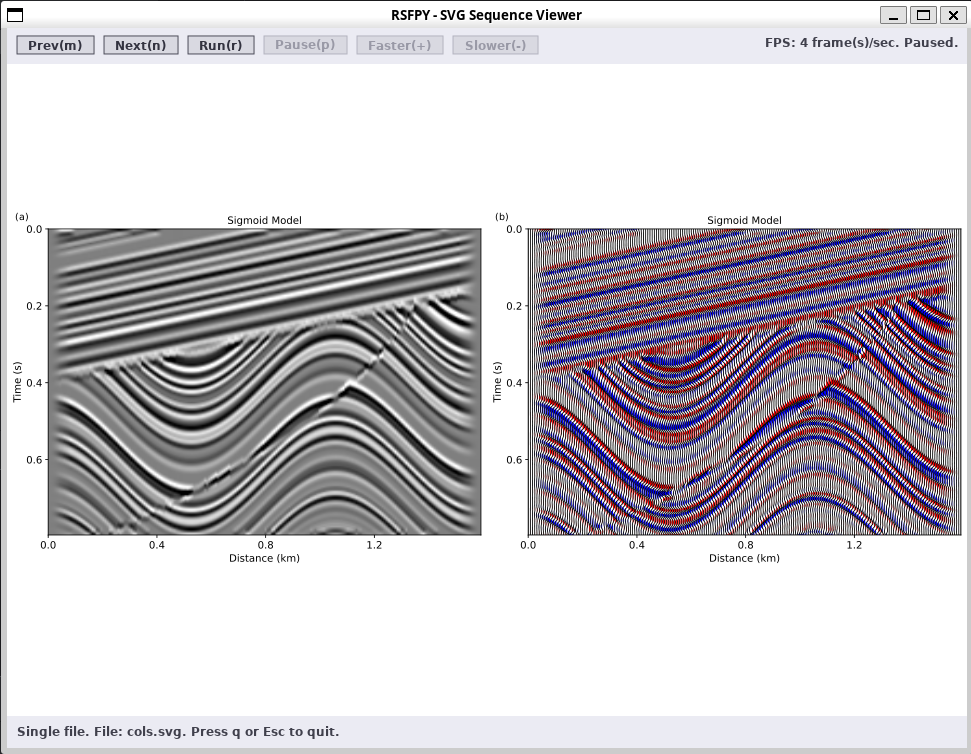 RSFPY - SVG Sequence Viewer
Prev(m) Next(n) Run(r) Pause(p) Faster(+) Slower(-) FPS: 4 frame(s)/sec. Paused.
(a) Sigmoid Model
0.0
0.2
0.4
0.6
Time (s)
0.0 0.4 0.8 1.2
Distance (km)
(b) Sigmoid Model
0.0
0.2
0.4
0.6
Time (s)
0.0 0.4 0.8 1.2
Distance (km)
Single file. File: cols.svg. Press q or Esc to quit.